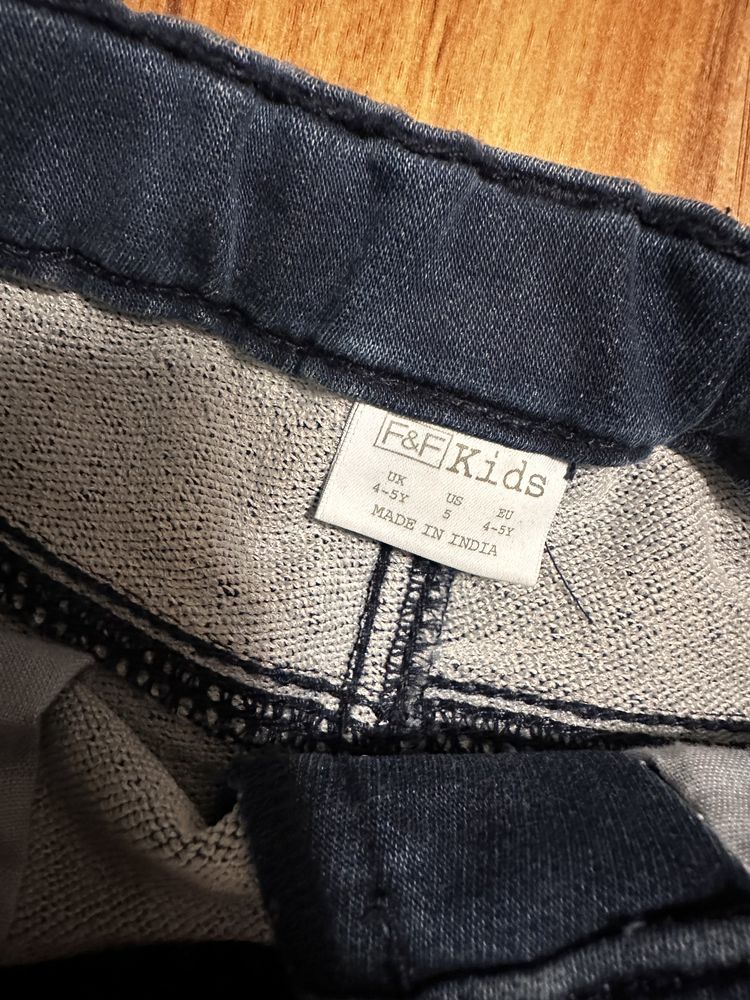 F&F Kids
UK US EU
4-5Y 5 4-5Y
MADE IN INDIA